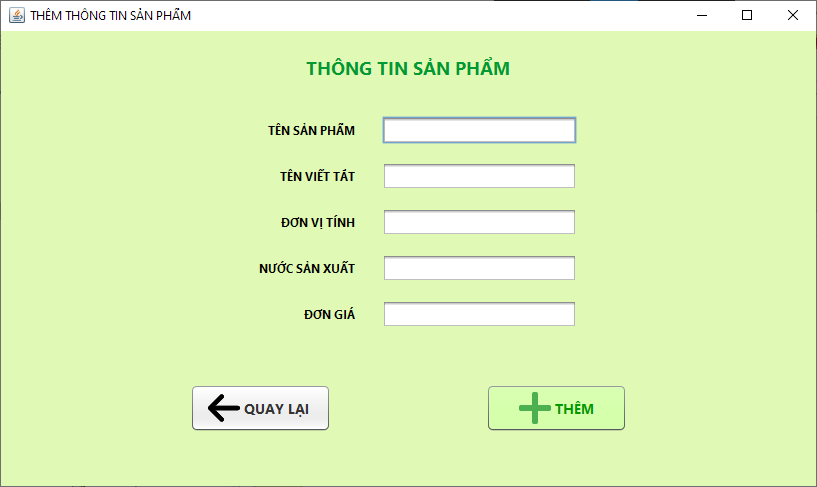 THÊM THÔNG TIN SẢN PHẨM
THÔNG TIN SẢN PHẨM
TÊN SẢN PHẨM
TÊN VIẾT TẮT
ĐƠN VỊ TÍNH
NƯỚC SẢN XUẤT
ĐƠN GIÁ
QUAY LẠI
THÊM